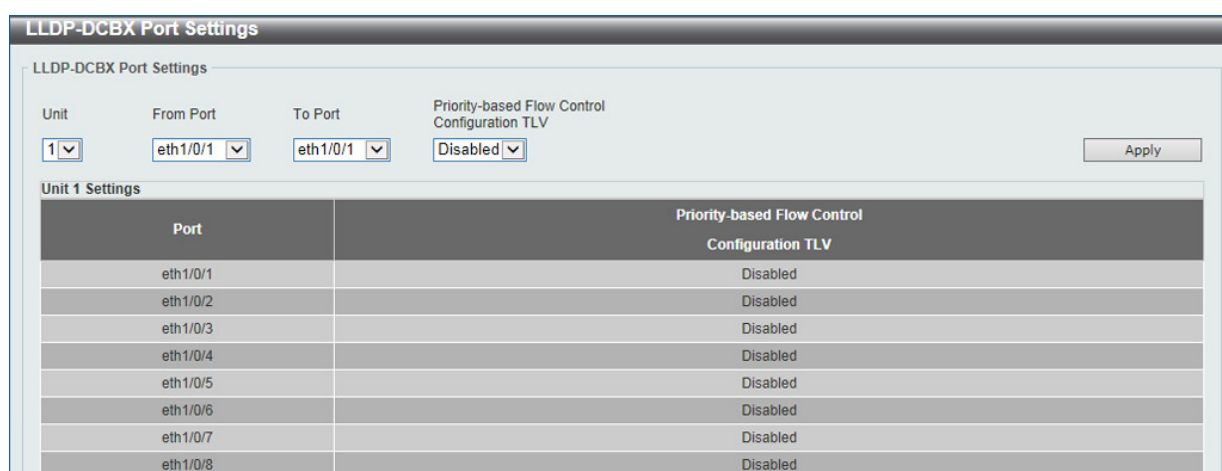 LLDP-DCBX Port Settings
LLDP-DCBX Port Settings
Unit From Port To Port Priority-based Flow Control
Configuration TLV
1 eth1/0/1 eth1/0/1 Disabled Apply
Unit 1 Settings
Port Priority-based Flow Control
Configuration TLV
eth1/0/1 Disabled
eth1/0/2 Disabled
eth1/0/3 Disabled
eth1/0/4 Disabled
eth1/0/5 Disabled
eth1/0/6 Disabled
eth1/0/7 Disabled
eth1/0/8 Disabled